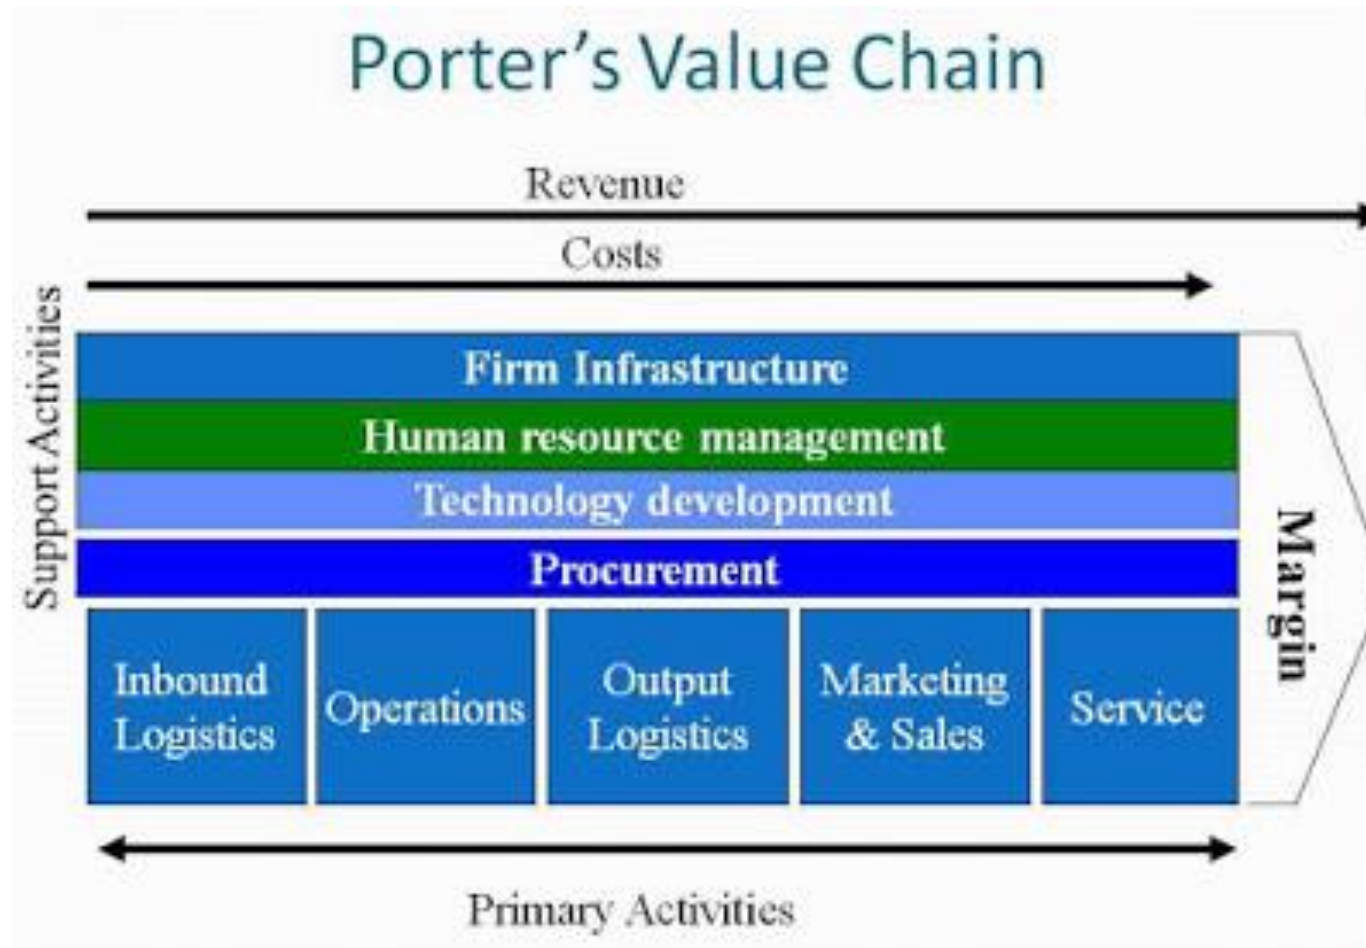 Porter's Value Chain
Revenue
Costs
Support Activities
Firm Infrastructure
Human resource management
Technology development
Procurement
Inbound
Logistics
Operations
Output
Logistics
Marketing
& Sales
Service
Margin
Primary Activities